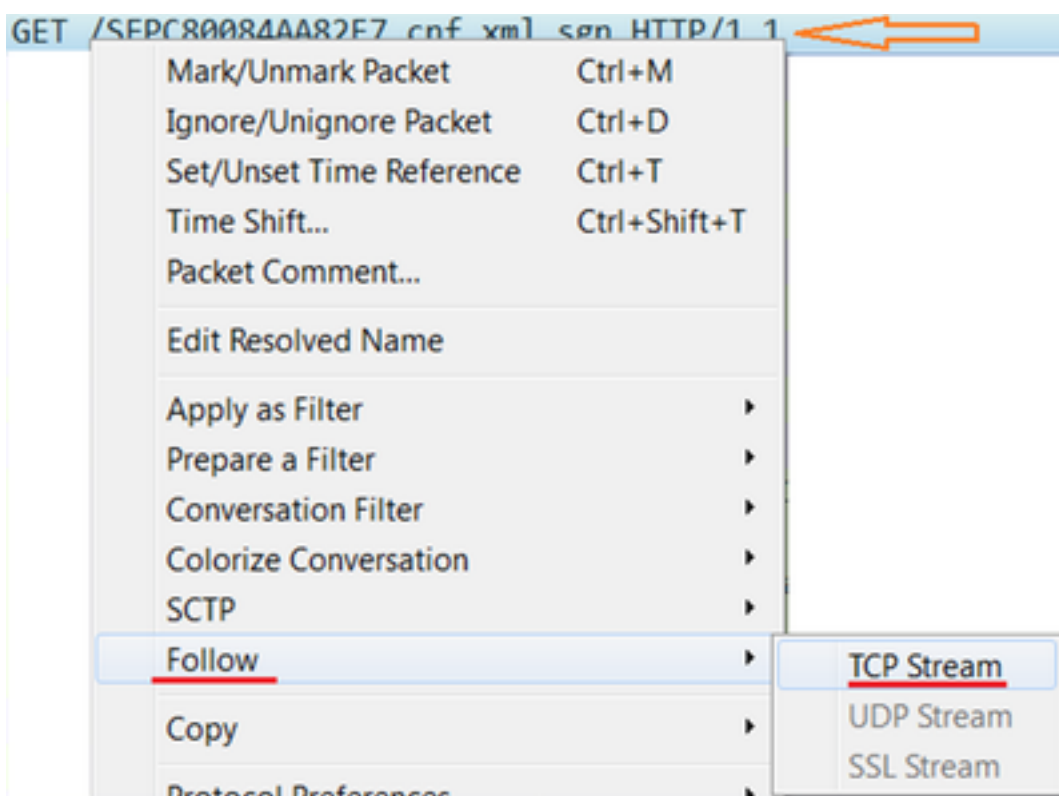 GET /SEPC80084AA82E7.cnf.xml.sgn HTTP/1.1
Mark/Unmark Packet Ctrl+M
Ignore/Unignore Packet Ctrl+D
Set/Unset Time Reference Ctrl+T
Time Shift... Ctrl+Shift+T
Packet Comment...
Edit Resolved Name
Apply as Filter
Prepare a Filter
Conversation Filter
Colorize Conversation
SCTP
Follow
TCP Stream
UDP Stream
SSL Stream
Copy
Protocol Preferences